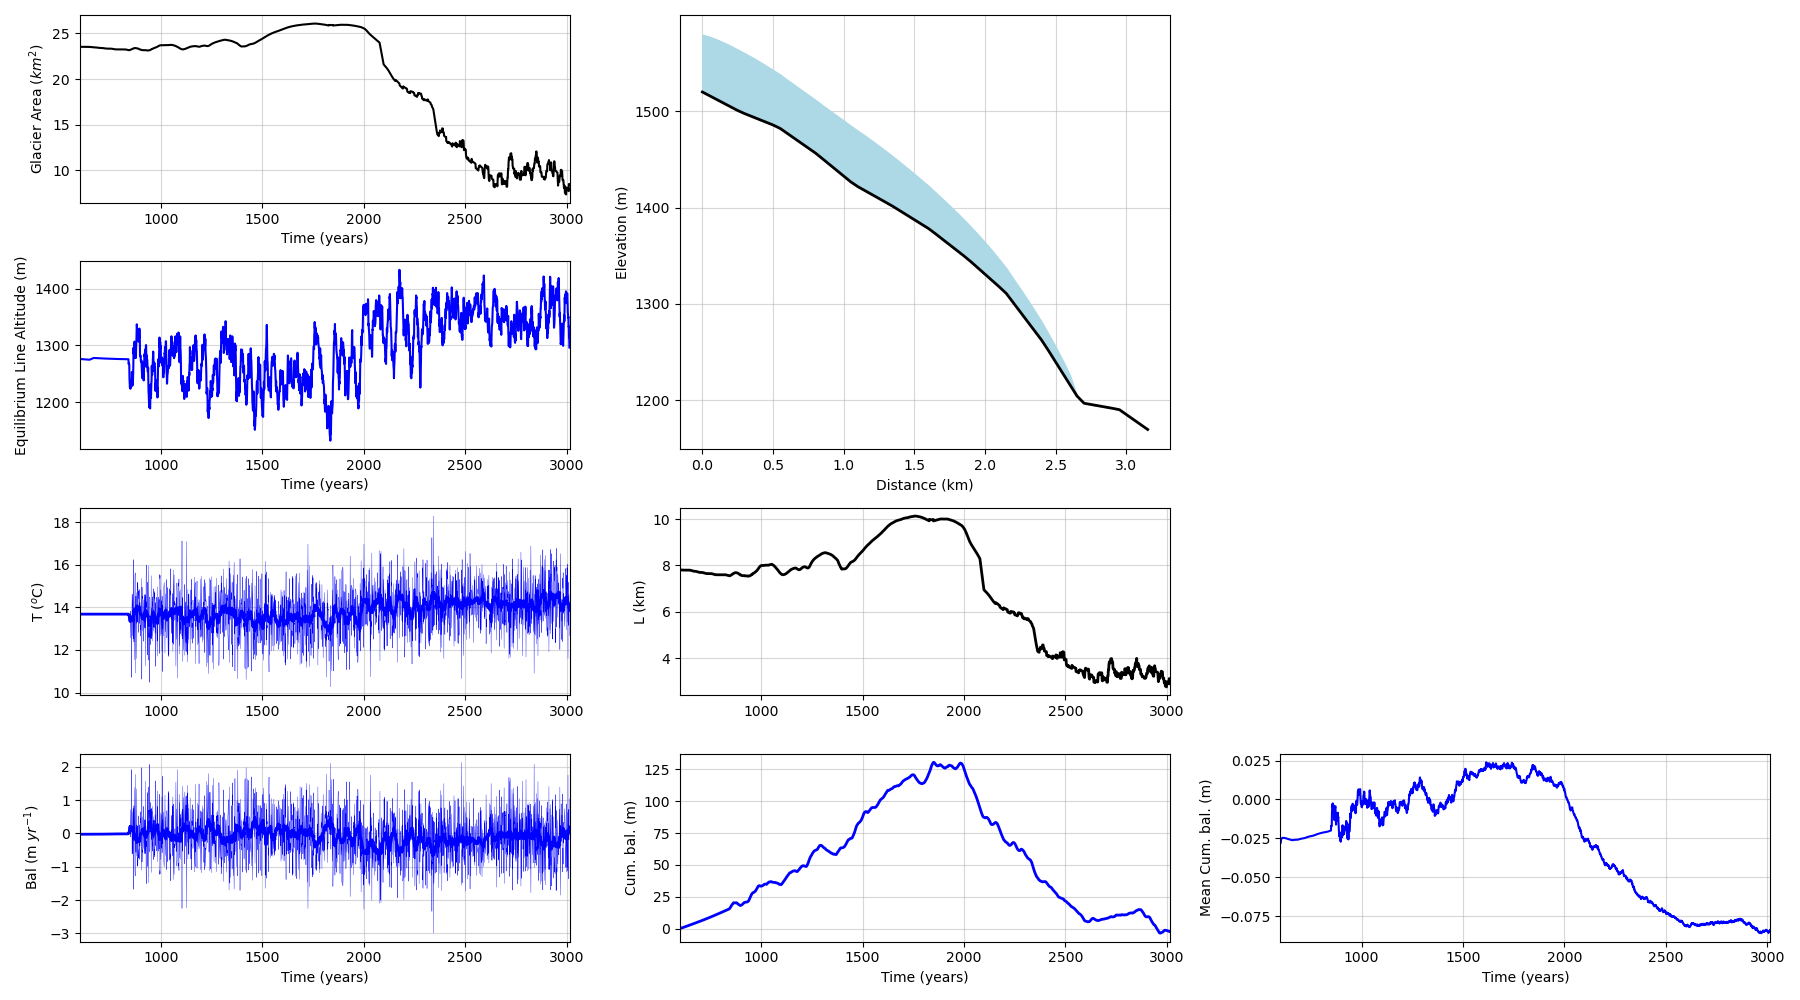 25
20
15
10
Glacier Area (km²)
1000 1500 2000 2500 3000
Time (years)
1400
1300
1200
Equilibrium Line Altitude (m)
1000 1500 2000 2500 3000
Time (years)
18
16
14
12
10
T (°C)
1000 1500 2000 2500 3000
2
1
0
−1
−2
−3
Bal (m yr⁻¹)
1000 1500 2000 2500 3000
Time (years)
1500
1400
1300
1200
Elevation (m)
0.0 0.5 1.0 1.5 2.0 2.5 3.0
Distance (km)
10
8
6
4
L (km)
1000 1500 2000 2500 3000
125
100
75
50
25
0
Cum. bal. (m)
1000 1500 2000 2500 3000
Time (years)
0.025
0.000
−0.025
−0.050
−0.075
Mean Cum. bal. (m)
1000 1500 2000 2500 3000
Time (years)